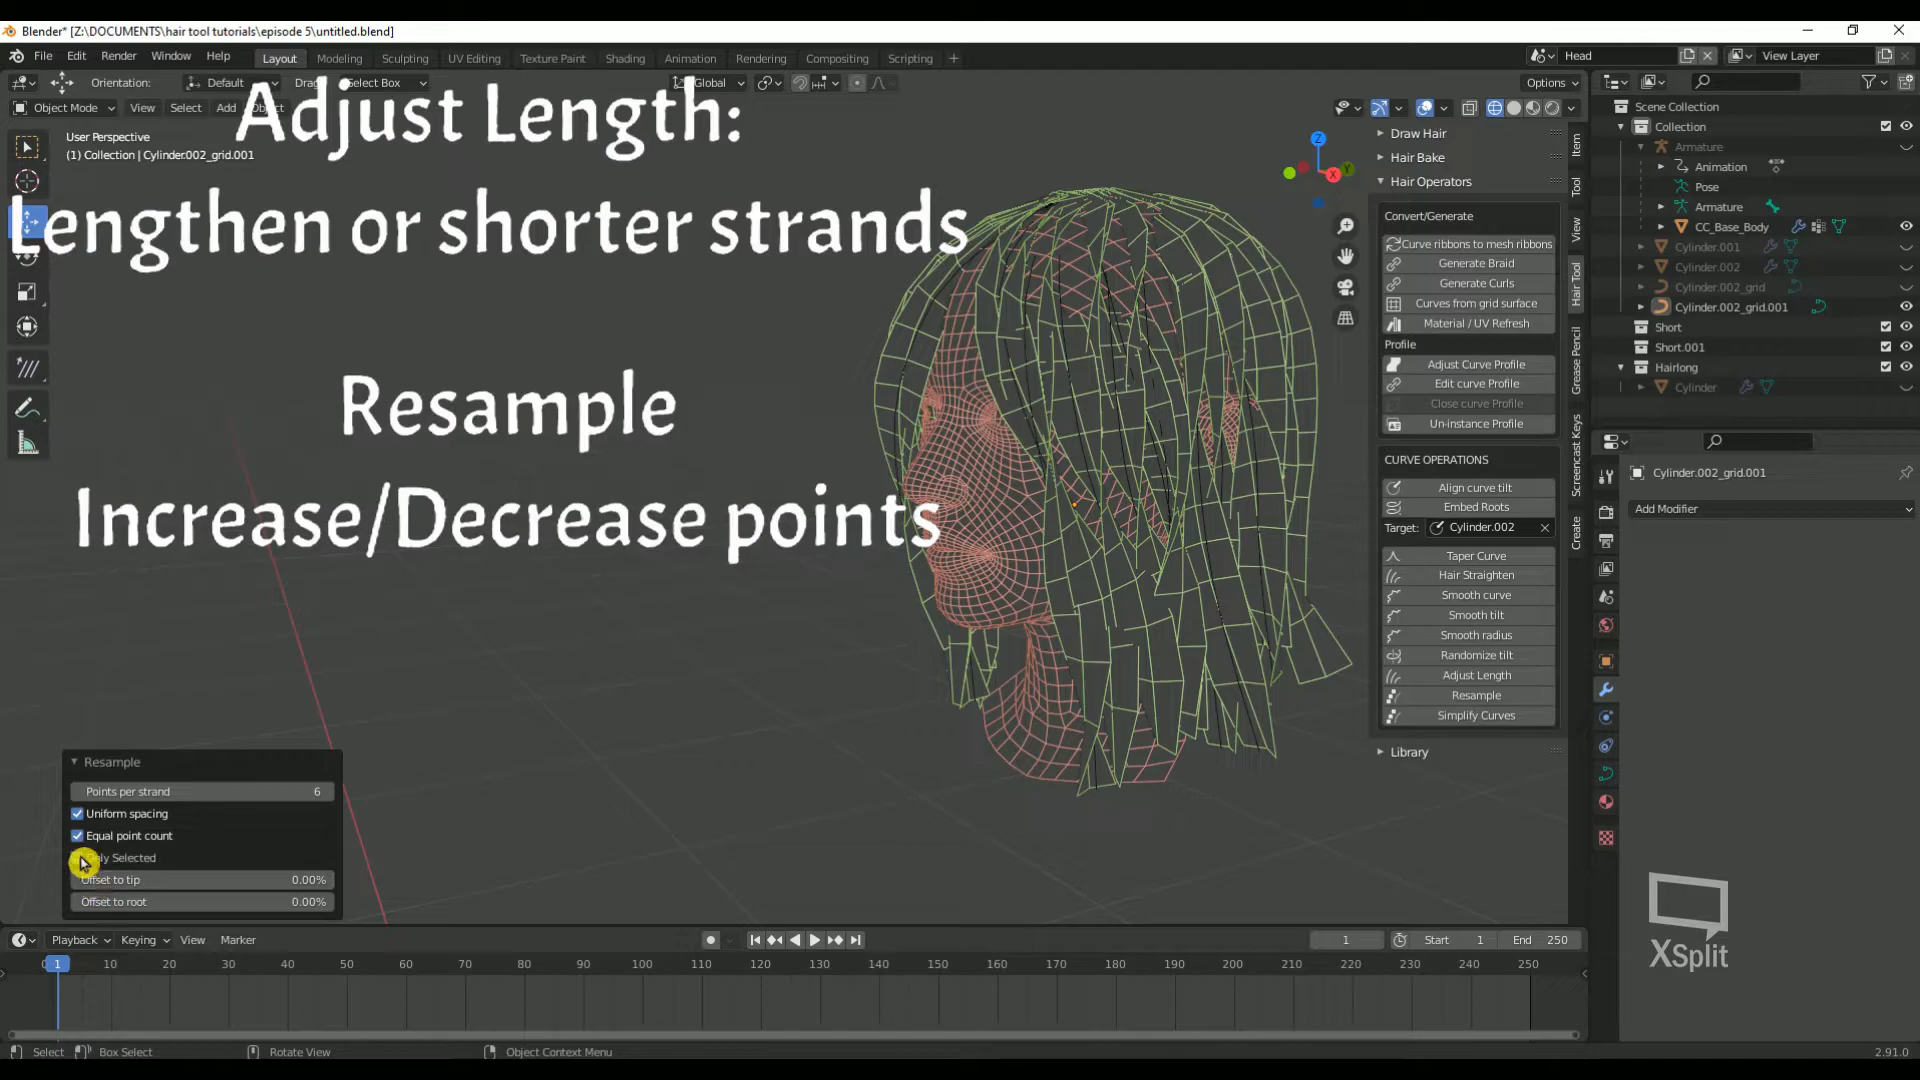 Blender* [Z:\DOCUMENTS\hair tool tutorials\episode 5\untitled.blend]
File Edit Render Window Help Layout Modeling Sculpting UV Editing Texture Paint Shading Animation Rendering Compositing Scripting + Head View Layer
Orientation: Default Drag: Select Box Global Options
Object Mode View Select Add Object
User Perspective
(1) Collection | Cylinder.002_grid.001
Adjust Length:
Lengthen or shorter strands
Resample
Increase/Decrease points
Z
X
Y
Draw Hair
Hair Bake
Hair Operators
Convert/Generate
Curve ribbons to mesh ribbons
Generate Braid
Generate Curls
Curves from grid surface
Material / UV Refresh
Profile
Adjust Curve Profile
Edit curve Profile
Close curve Profile
Un-instance Profile
CURVE OPERATIONS
Align curve tilt
Embed Roots
Target: Cylinder.002
Taper Curve
Hair Straighten
Smooth curve
Smooth tilt
Smooth radius
Randomize tilt
Adjust Length
Resample
Simplify Curves
Library
Item
Tool
View
Hair Tool
Grease Pencil
Screencast Keys
Create
Scene Collection
Collection
Armature
Animation
Pose
Armature
CC_Base_Body
Cylinder.001
Cylinder.002
Cylinder.002_grid
Cylinder.002_grid.001
Short
Short.001
Hairlong
Cylinder
Cylinder.002_grid.001
Add Modifier
Resample
Points per strand 6
Uniform spacing
Equal point count
Only Selected
Offset to tip 0.00%
Offset to root 0.00%
XSplit
Playback Keying View Marker 1 Start 1 End 250
0 1 10 20 30 40 50 60 70 80 90 100 110 120 130 140 150 160 170 180 190 200 210 220 230 240 250
Select Box Select Rotate View Object Context Menu 2.91.0